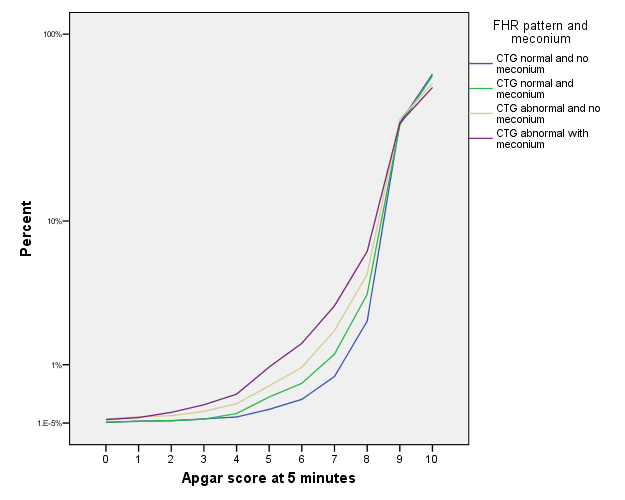 FHR pattern and
meconium
CTG normal and no
meconium
CTG normal and
meconium
CTG abnormal and no
meconium
CTG abnormal with
meconium
100%
10%
1%
1.E-5%
Percent
0 1 2 3 4 5 6 7 8 9 10
Apgar score at 5 minutes